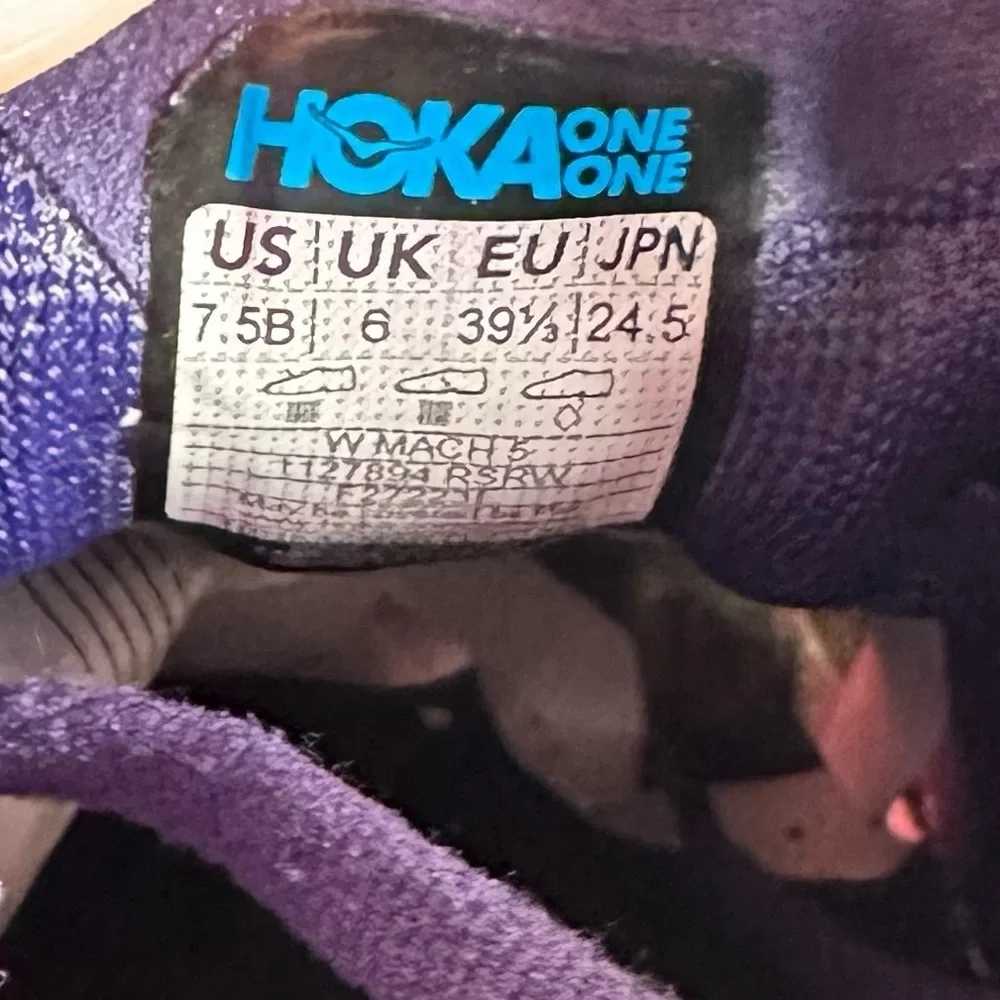 HOKA ONE ONE
US UK EU JPN
7.5B 6 39⅓ 24.5
W MACH 5
1127894 RSRW